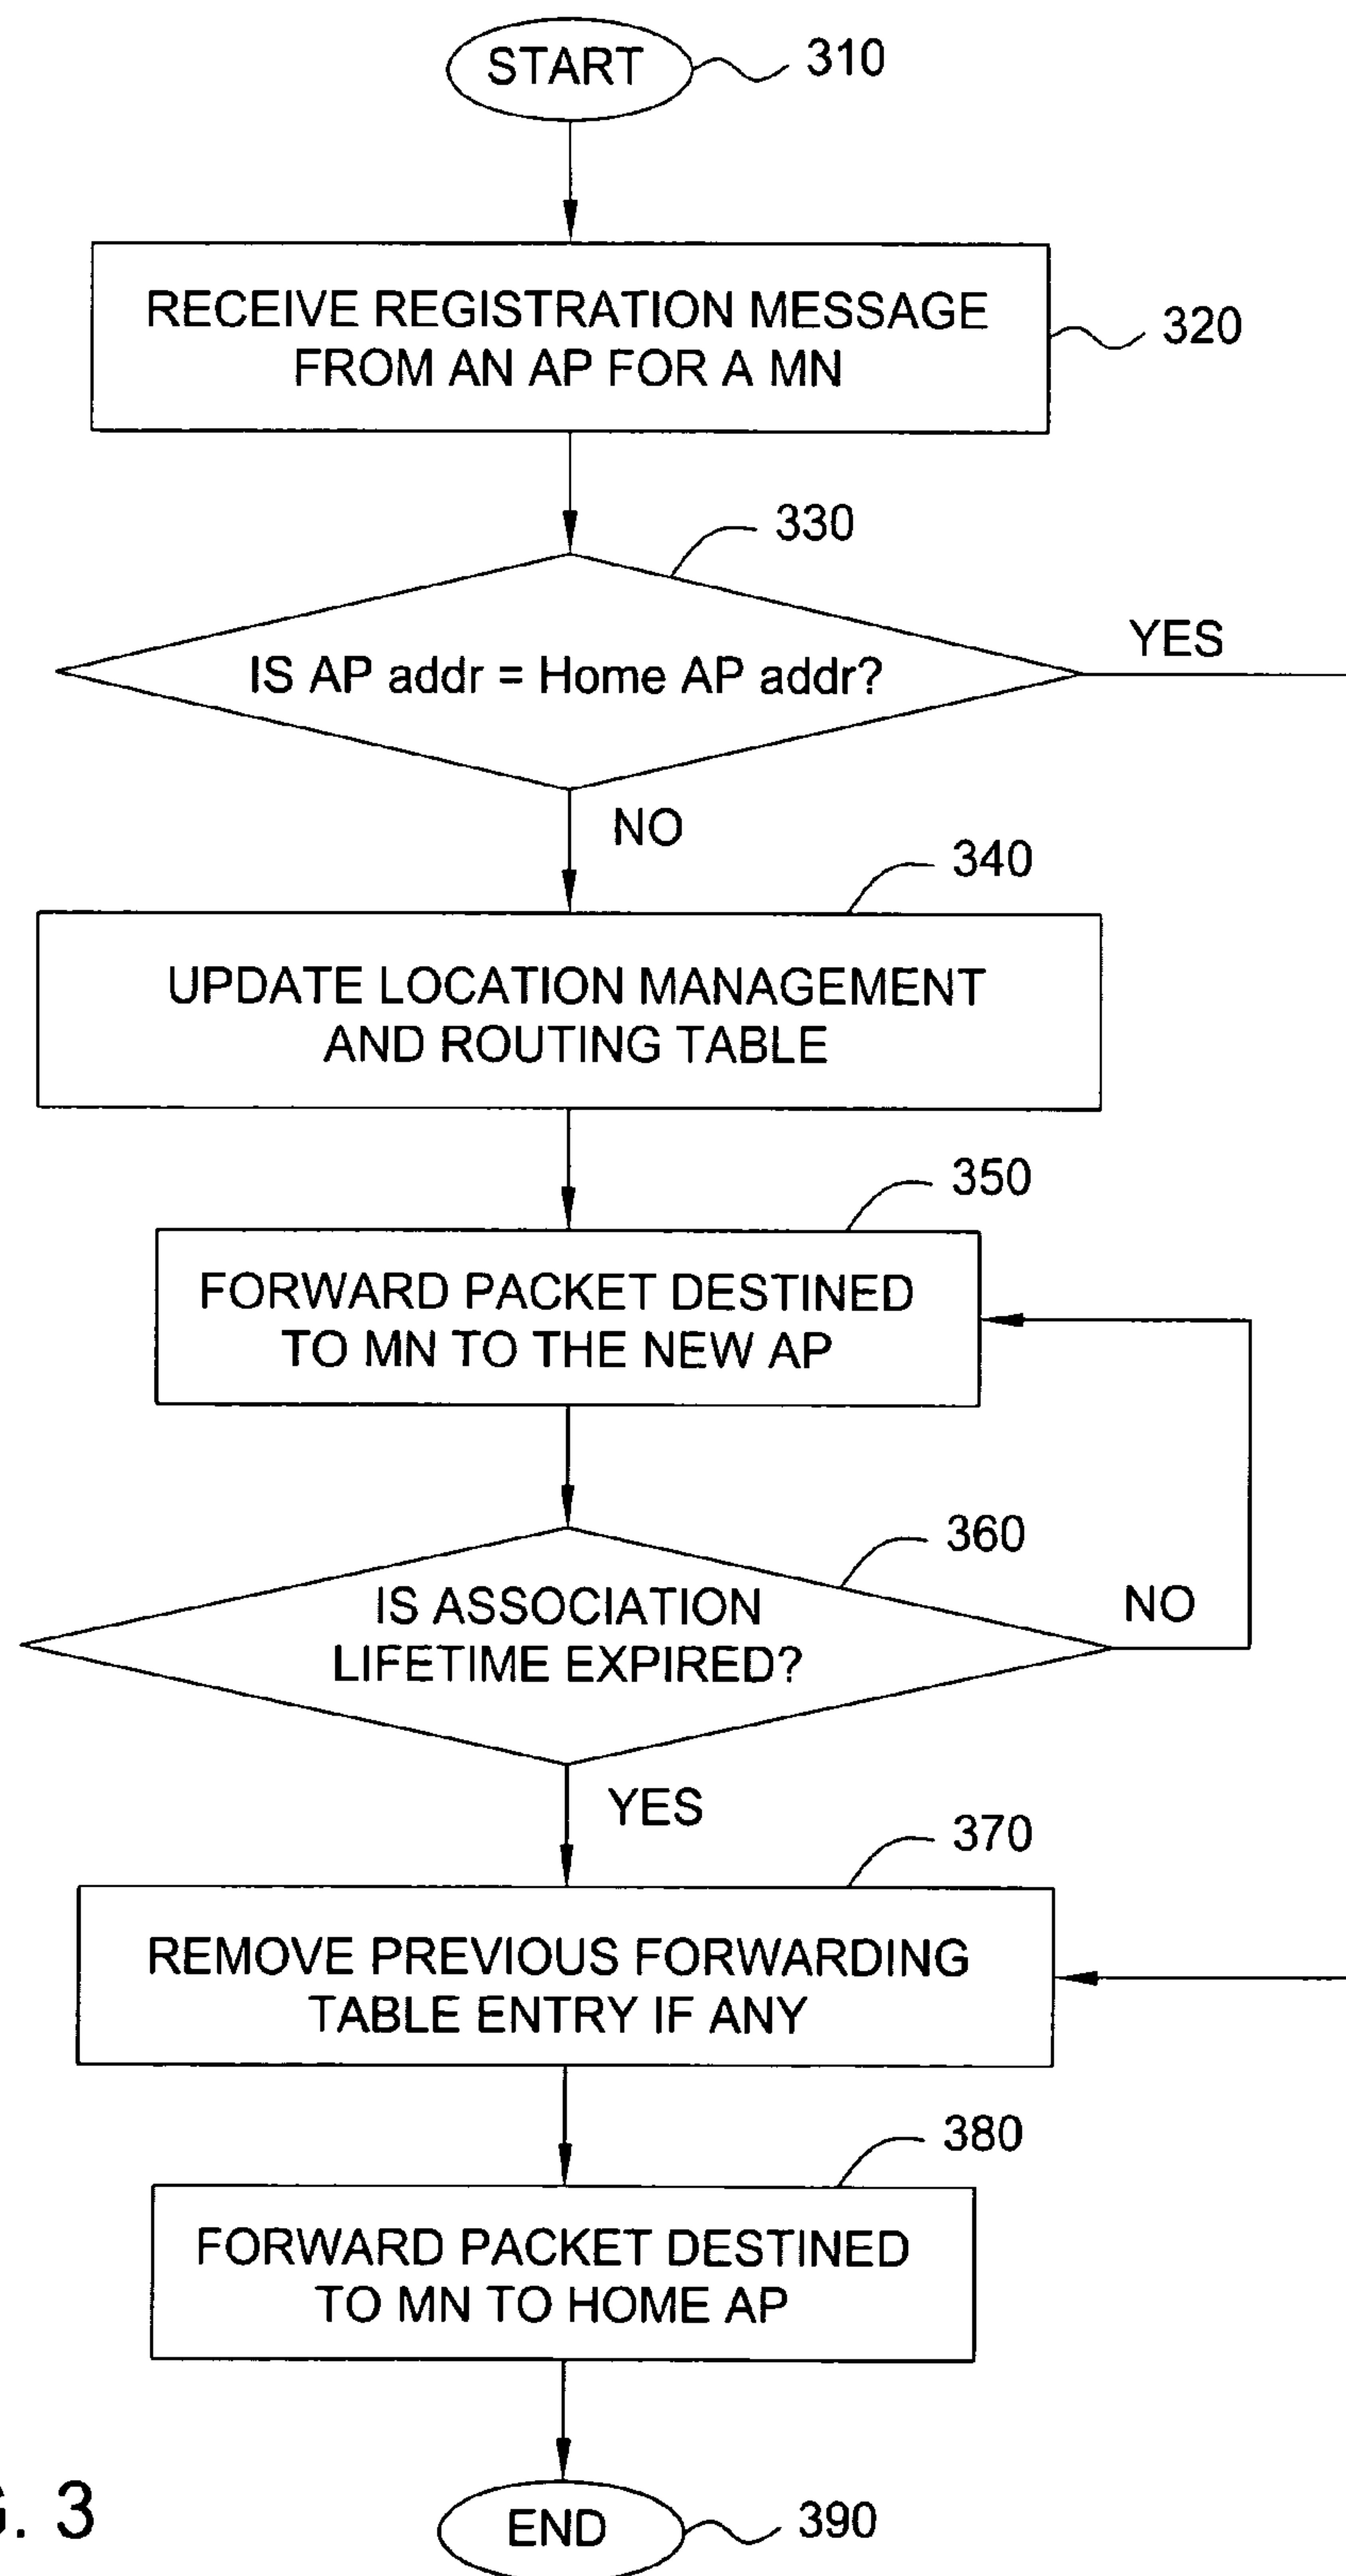 START
310
RECEIVE REGISTRATION MESSAGE
FROM AN AP FOR A MN
320
330
IS AP addr = Home AP addr?
YES
NO
340
UPDATE LOCATION MANAGEMENT
AND ROUTING TABLE
350
FORWARD PACKET DESTINED
TO MN TO THE NEW AP
360
IS ASSOCIATION
LIFETIME EXPIRED?
NO
YES
370
REMOVE PREVIOUS FORWARDING
TABLE ENTRY IF ANY
380
FORWARD PACKET DESTINED
TO MN TO HOME AP
END
390
G. 3